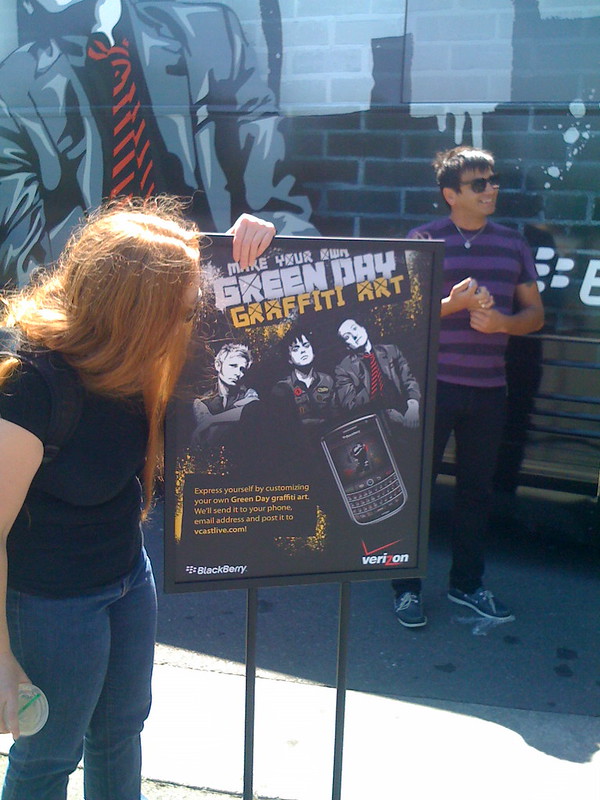 MAKE YOUR OWN
GREEN DAY
GRAFFITI ART
Express yourself by customizing
your own Green Day graffiti art.
We'll send it to your phone,
email address and post it to
vcastlive.com!
BlackBerry
verizon